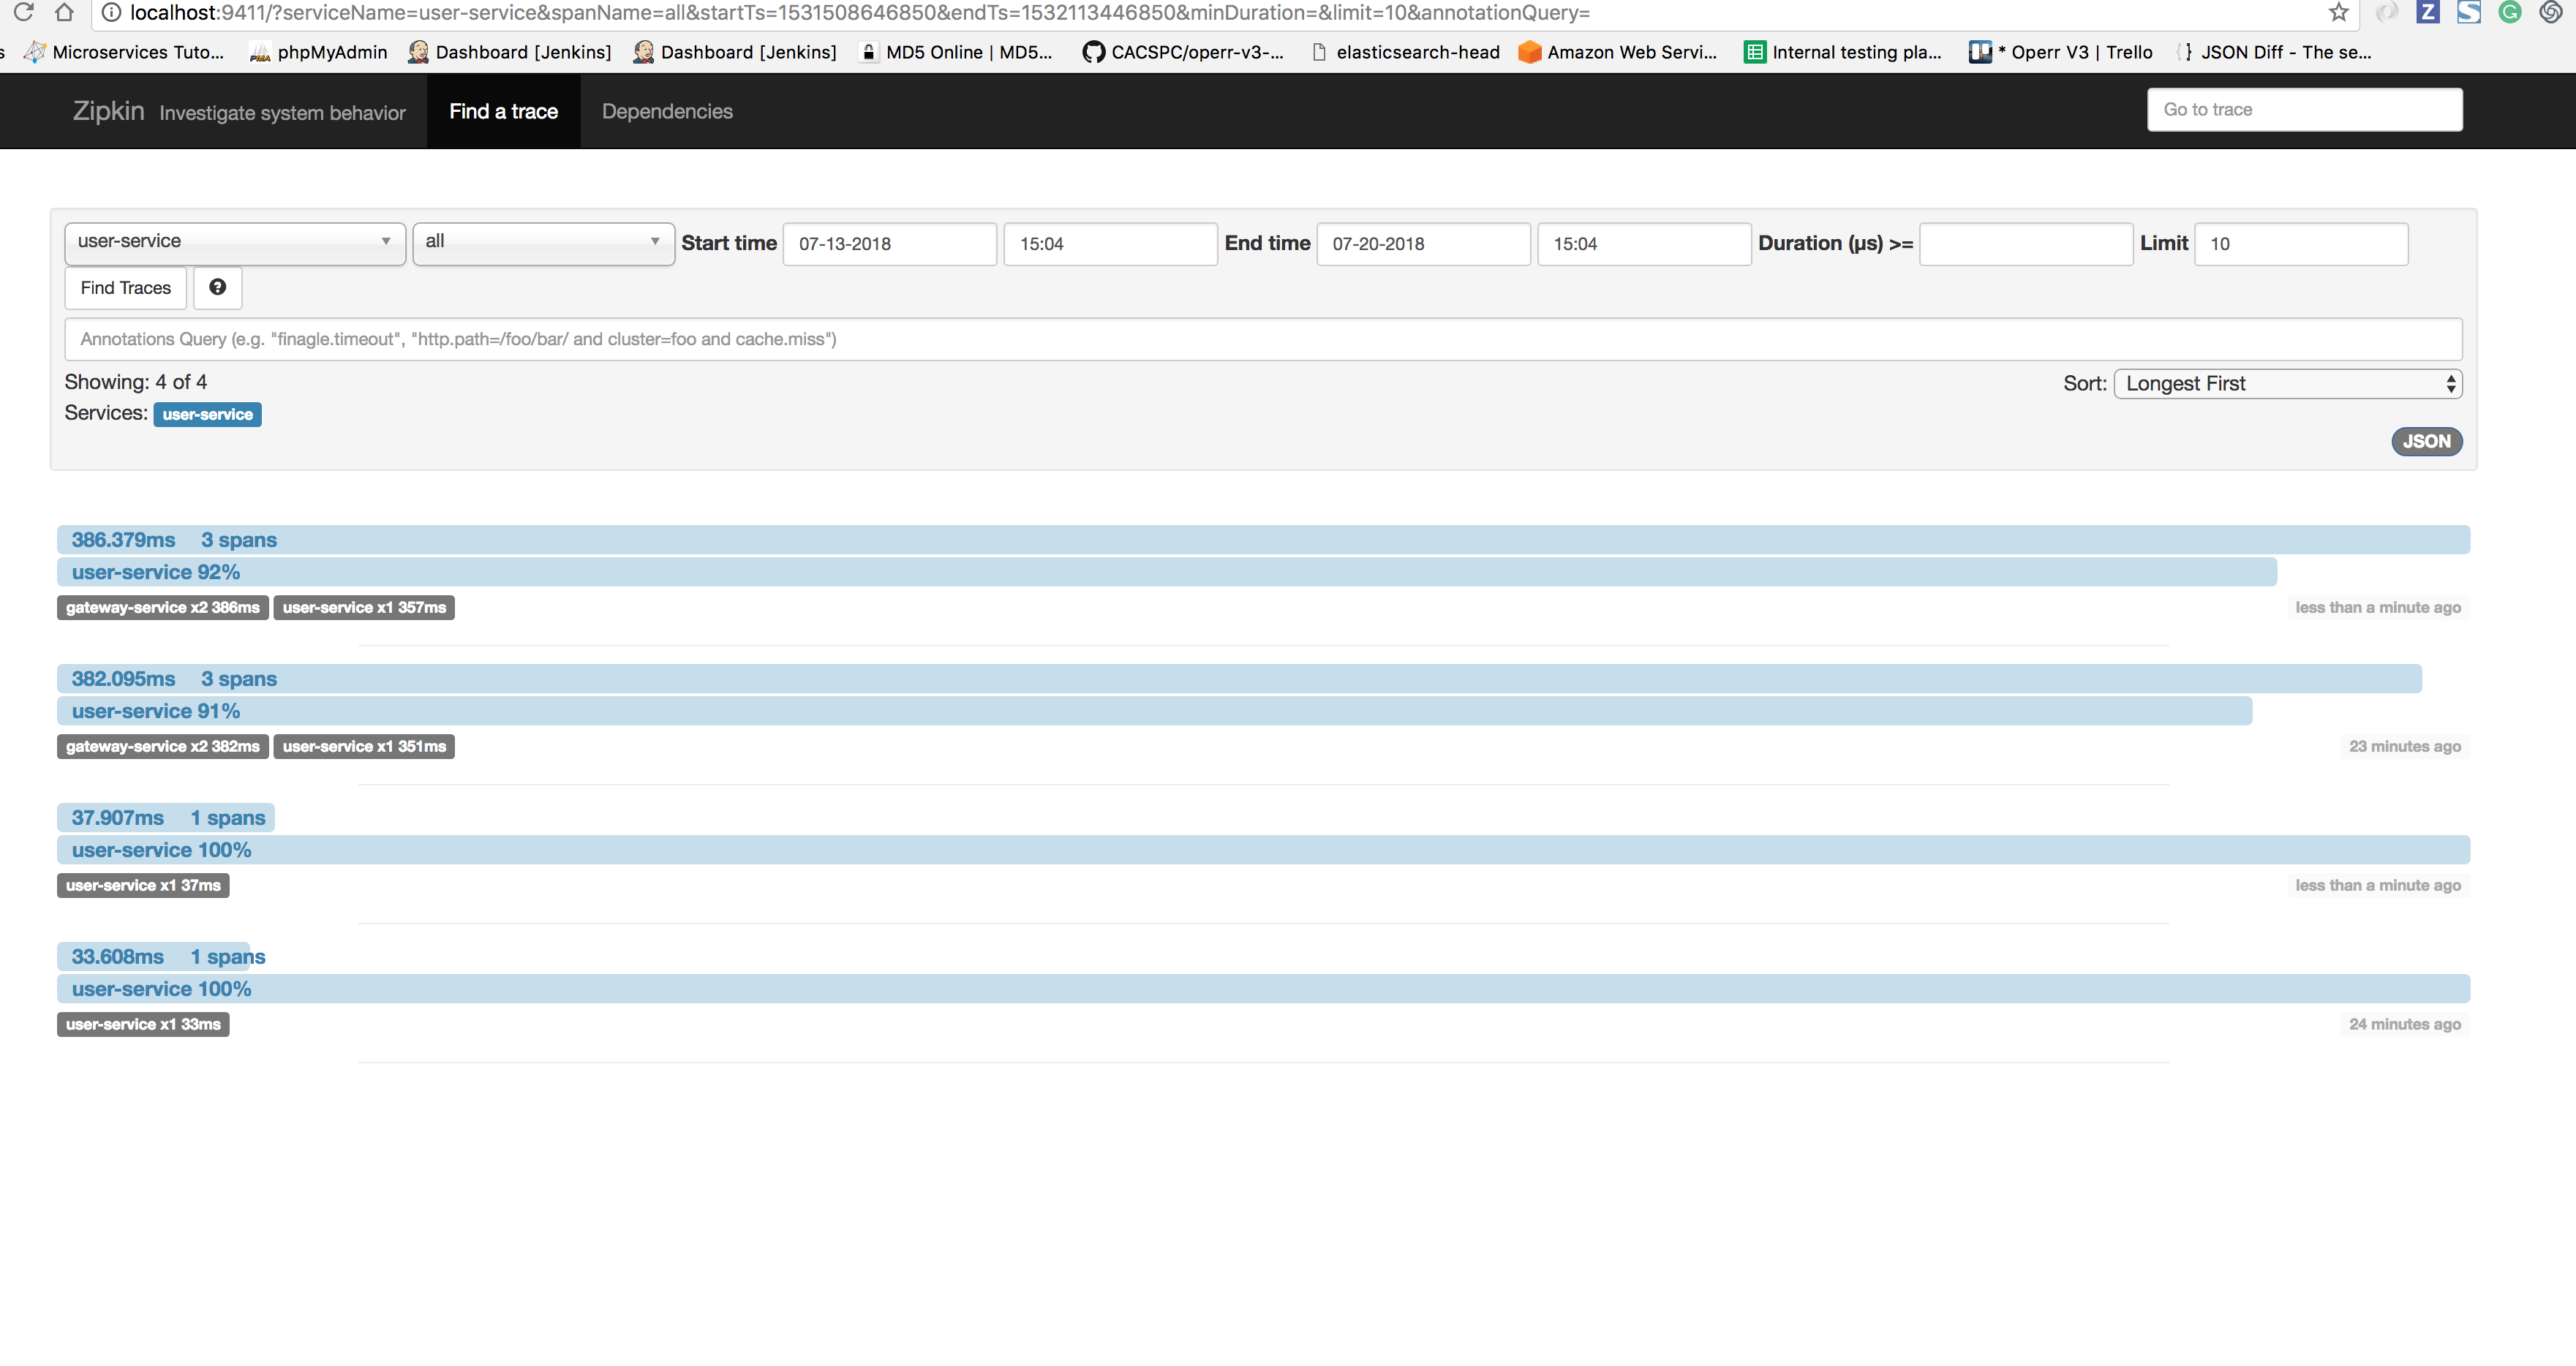 localhost:9411/?serviceName=user-service&spanName=all&startTs=1531508646850&endTs=1532113446850&minDuration=&limit=10&annotationQuery=
s Microservices Tuto... phpMyAdmin Dashboard [Jenkins] Dashboard [Jenkins] MD5 Online | MD5... CACSPC/operr-v3-... elasticsearch-head Amazon Web Servi... Internal testing pla... * Operr V3 | Trello JSON Diff - The se...
Zipkin Investigate system behavior Find a trace Dependencies Go to trace
user-service all Start time 07-13-2018 15:04 End time 07-20-2018 15:04 Duration (μs) >= Limit 10
Find Traces ?
Annotations Query (e.g. "finagle.timeout", "http.path=/foo/bar/ and cluster=foo and cache.miss")
Showing: 4 of 4 Sort: Longest First
Services: user-service
JSON
386.379ms 3 spans
user-service 92%
gateway-service x2 386ms user-service x1 357ms less than a minute ago
382.095ms 3 spans
user-service 91%
gateway-service x2 382ms user-service x1 351ms 23 minutes ago
37.907ms 1 spans
user-service 100%
user-service x1 37ms less than a minute ago
33.608ms 1 spans
user-service 100%
user-service x1 33ms 24 minutes ago